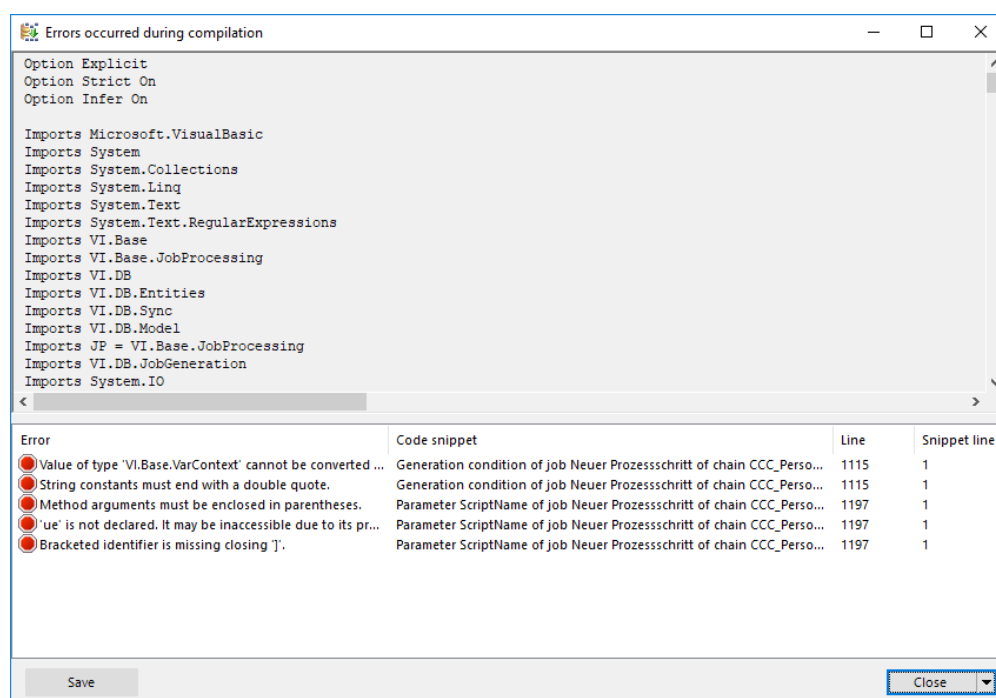 Errors occurred during compilation
Option Explicit
Option Strict On
Option Infer On
Imports Microsoft.VisualBasic
Imports System
Imports System.Collections
Imports System.Linq
Imports System.Text
Imports System.Text.RegularExpressions
Imports VI.Base
Imports VI.Base.JobProcessing
Imports VI.DB
Imports VI.DB.Entities
Imports VI.DB.Sync
Imports VI.DB.Model
Imports JP = VI.Base.JobProcessing
Imports VI.DB.JobGeneration
Imports System.IO
Error Code snippet Line Snippet line
Value of type 'VI.Base.VarContext' cannot be converted ... Generation condition of job Neuer Prozessschritt of chain CCC_Perso... 1115 1
String constants must end with a double quote. Generation condition of job Neuer Prozessschritt of chain CCC_Perso... 1115 1
Method arguments must be enclosed in parentheses. Parameter ScriptName of job Neuer Prozessschritt of chain CCC_Perso... 1197 1
'ue' is not declared. It may be inaccessible due to its pr... Parameter ScriptName of job Neuer Prozessschritt of chain CCC_Perso... 1197 1
Bracketed identifier is missing closing ']'. Parameter ScriptName of job Neuer Prozessschritt of chain CCC_Perso... 1197 1
Save Close